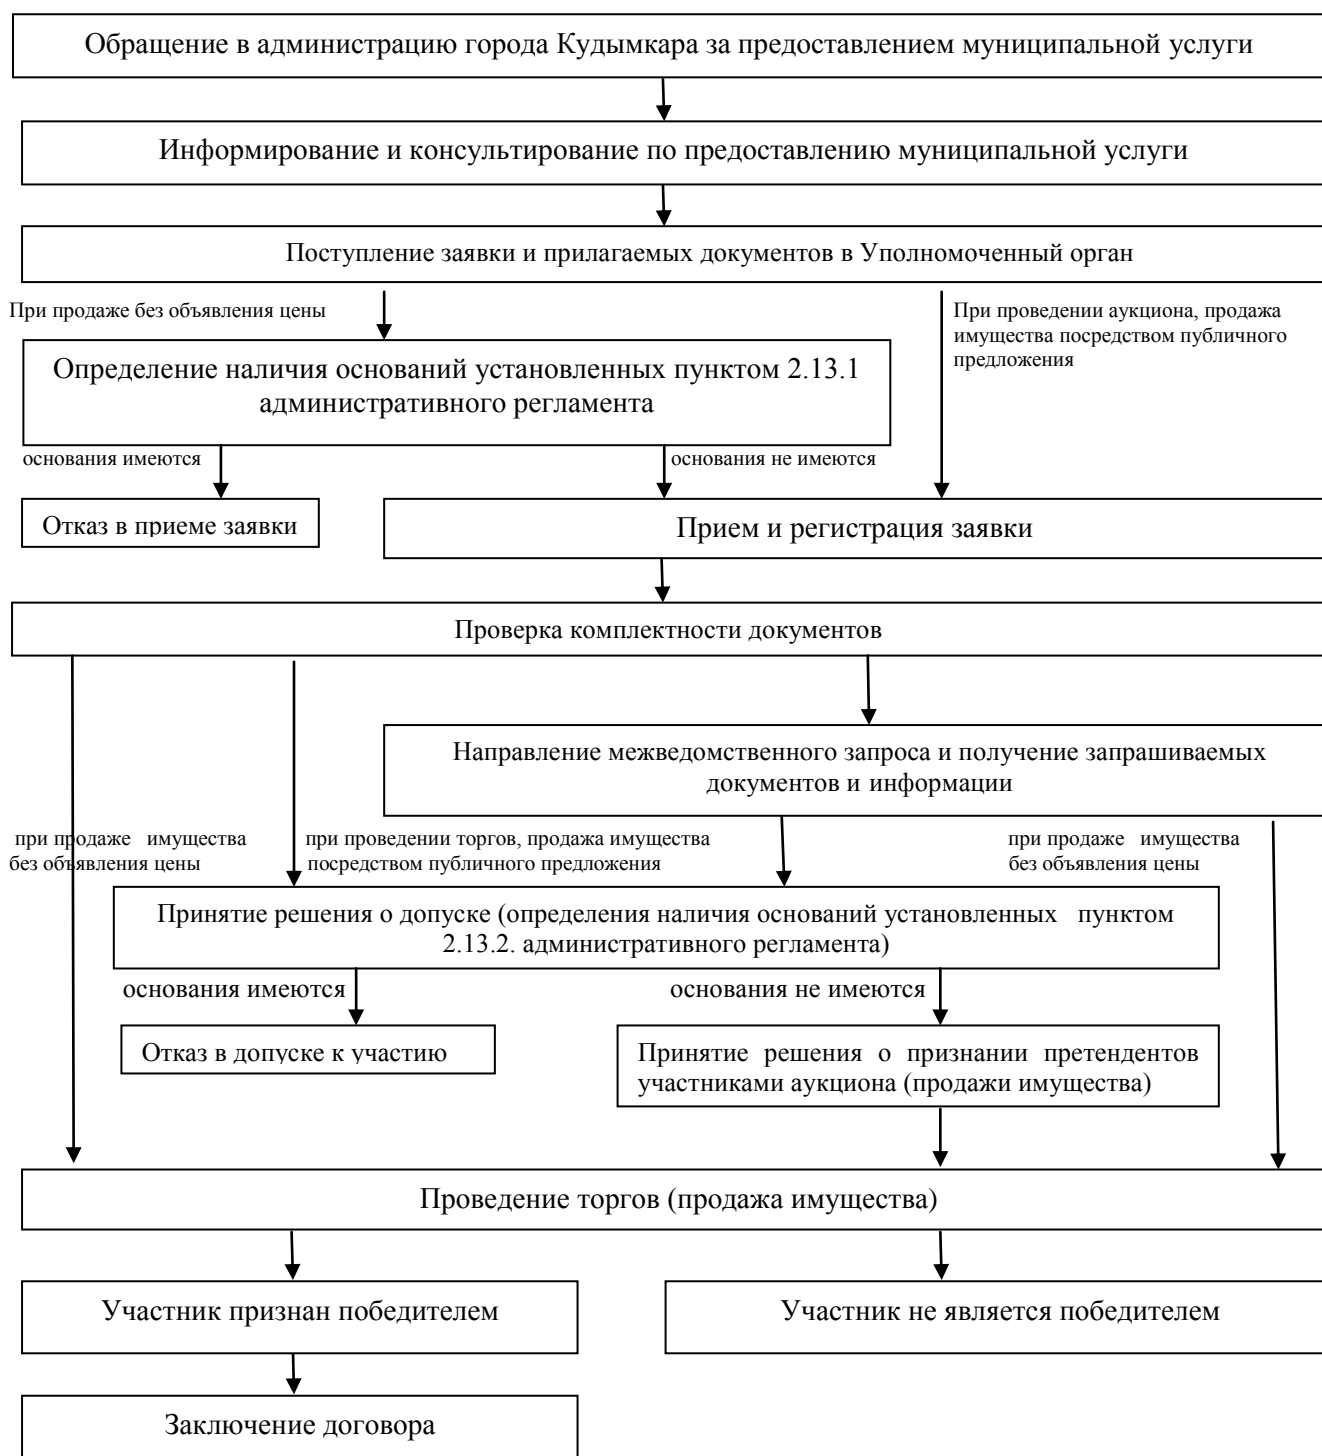 Обращение в администрацию города Кудымкара за предоставлением муниципальной услуги
Информирование и консультирование по предоставлению муниципальной услуги
Поступление заявки и прилагаемых документов в Уполномоченный орган
При продаже без объявления цены
При проведении аукциона, продажа
имущества посредством публичного
предложения
Определение наличия оснований установленных пунктом 2.13.1
административного регламента
основания имеются
основания не имеются
Отказ в приеме заявки
Прием и регистрация заявки
Проверка комплектности документов
Направление межведомственного запроса и получение запрашиваемых
документов и информации
при продаже имущества
без объявления цены
при проведении торгов, продажа имущества
посредством публичного предложения
при продаже имущества
без объявления цены
Принятие решения о допуске (определения наличия оснований установленных пунктом
2.13.2. административного регламента)
основания имеются
основания не имеются
Отказ в допуске к участию
Принятие решения о признании претендентов
участниками аукциона (продажи имущества)
Проведение торгов (продажа имущества)
Участник признан победителем
Участник не является победителем
Заключение договора